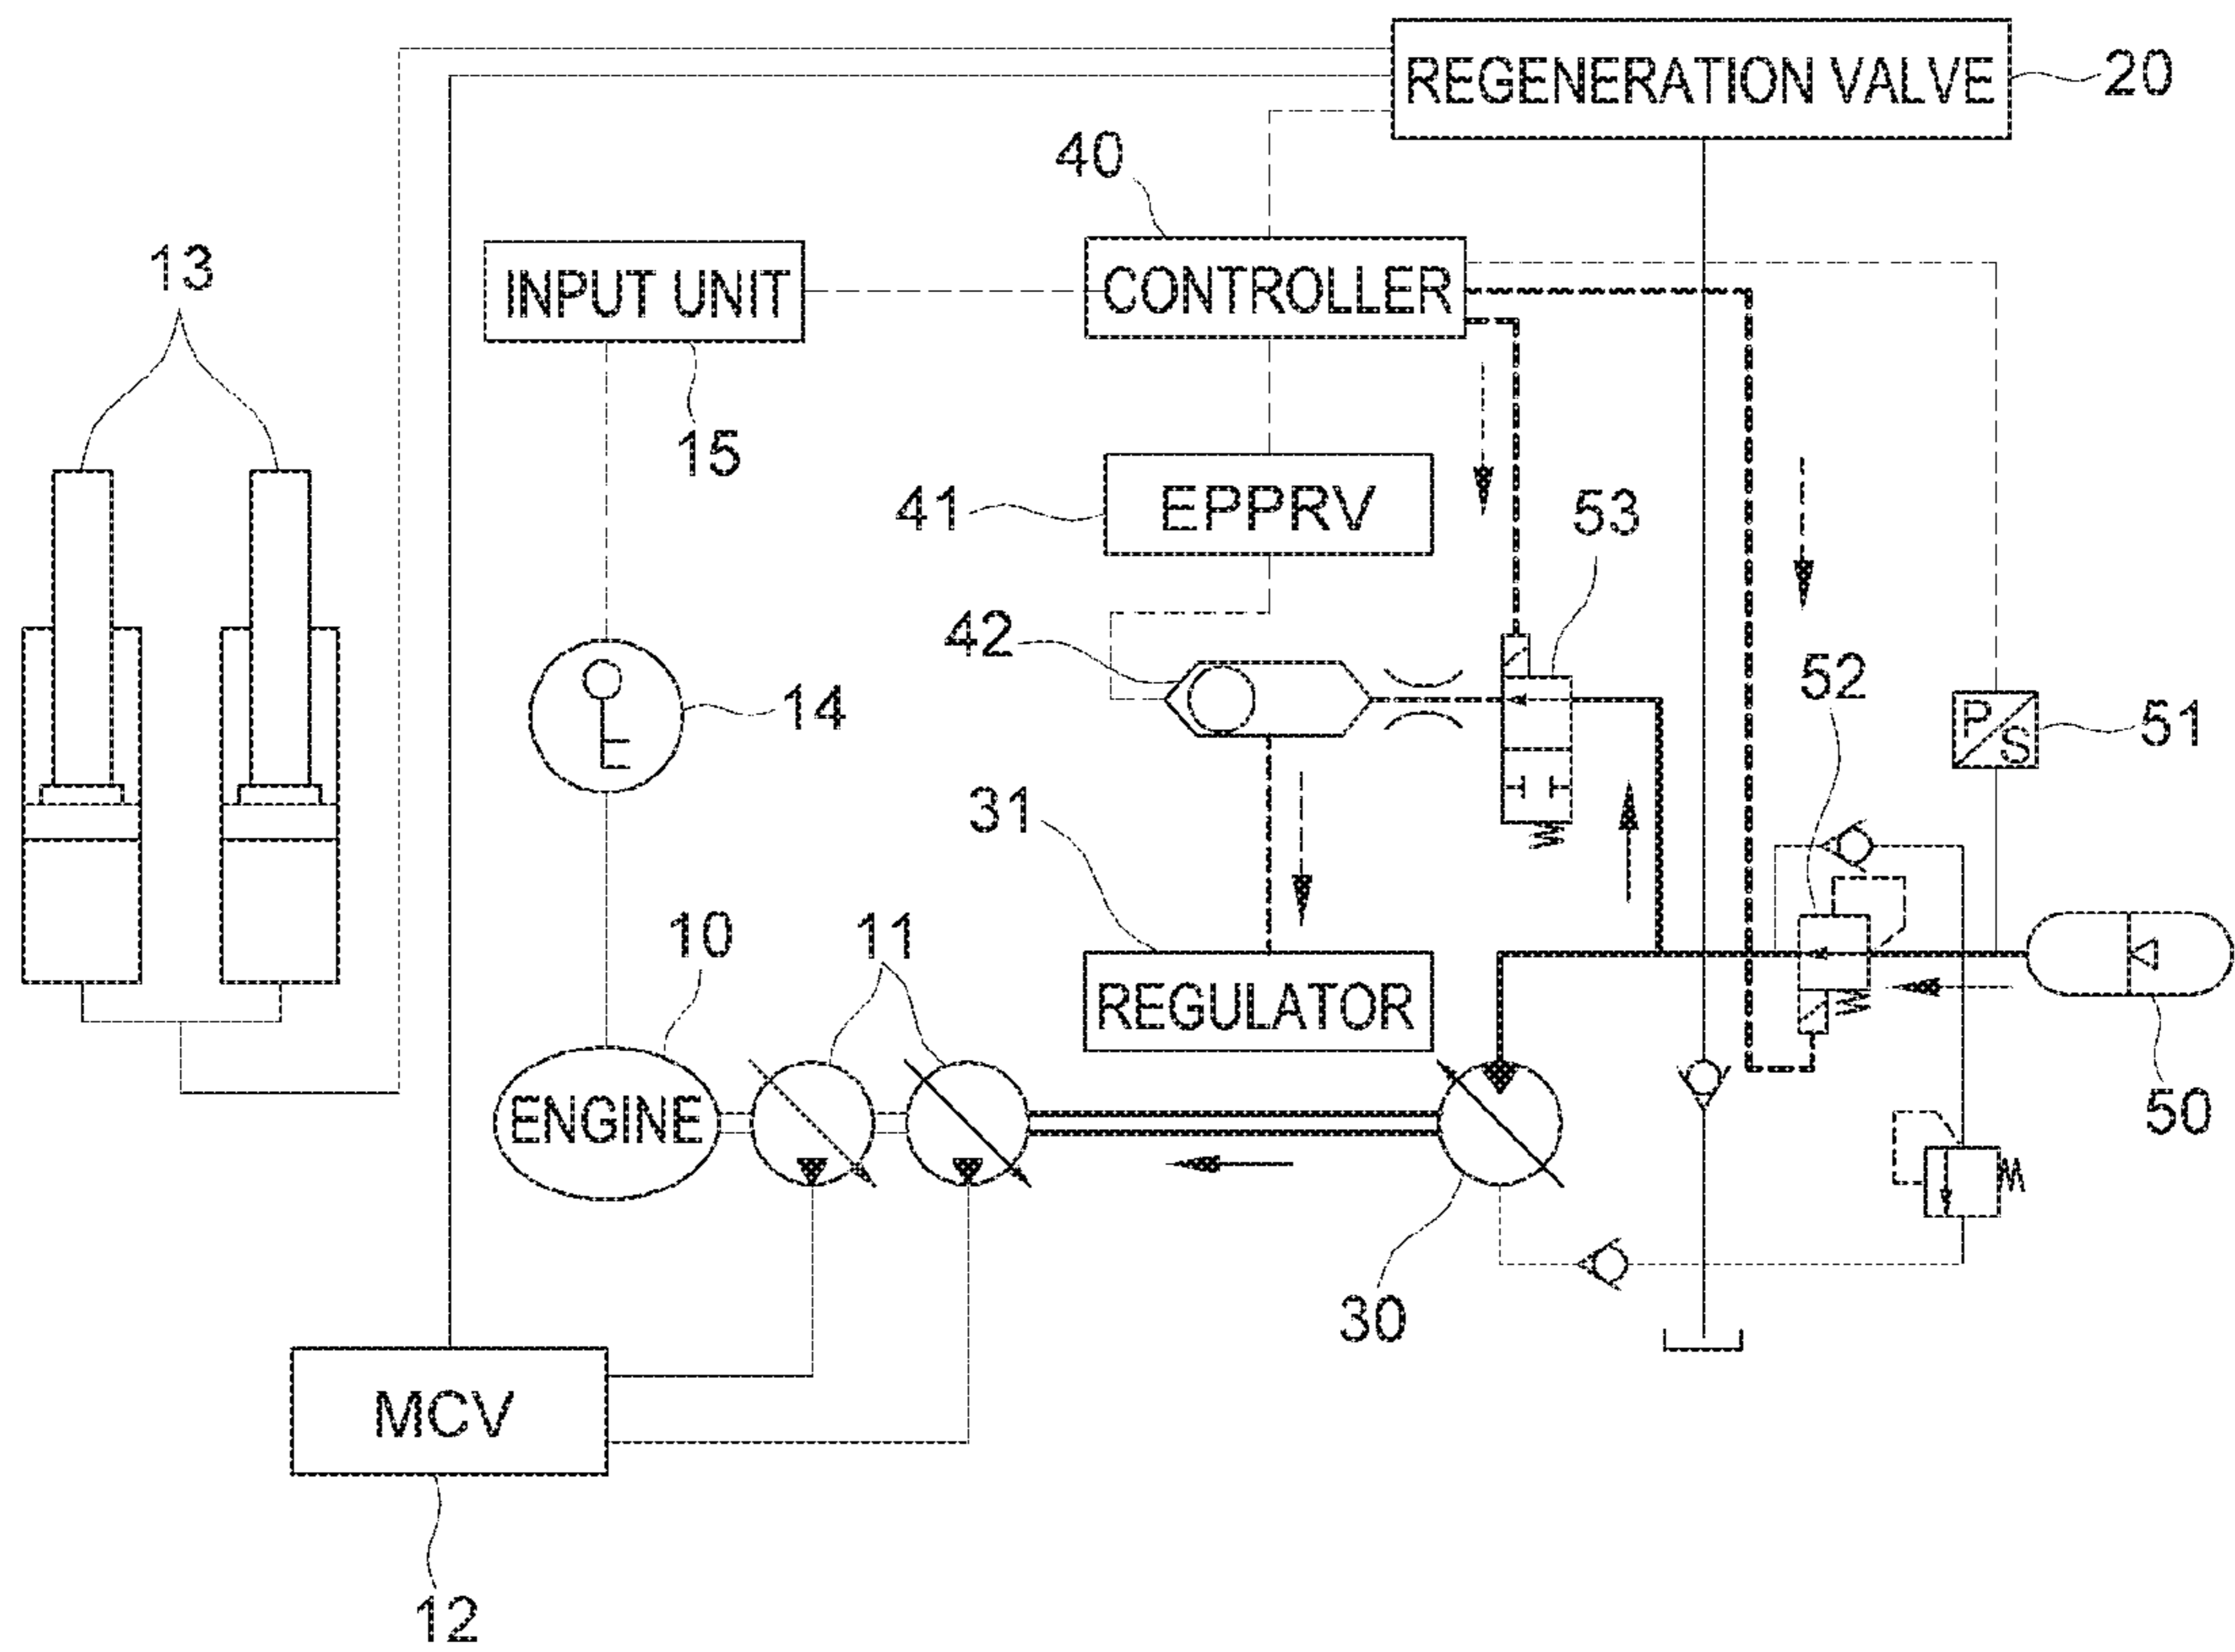 REGENERATION VALVE
20
40
13
INPUT UNIT
CONTROLLER
15
41
EPPRV
53
42
52
14
P/S
51
31
10
11
REGULATOR
ENGINE
50
30
MCV
12